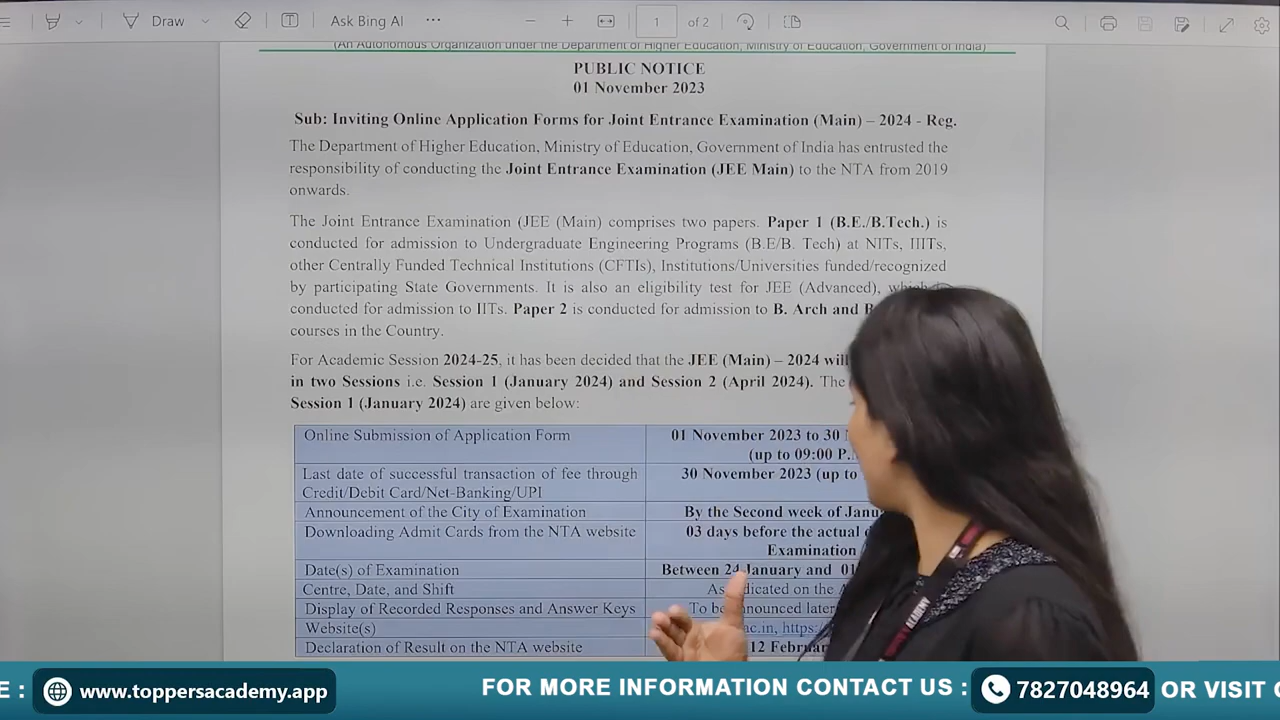 Draw
Ask Bing AI
1 of 2
(An Autonomous Organization under the Department of Higher Education, Ministry of Education, Government of India)
PUBLIC NOTICE
01 November 2023
Sub: Inviting Online Application Forms for Joint Entrance Examination (Main) – 2024 - Reg.
The Department of Higher Education, Ministry of Education, Government of India has entrusted the
responsibility of conducting the Joint Entrance Examination (JEE Main) to the NTA from 2019
onwards.
The Joint Entrance Examination (JEE (Main) comprises two papers. Paper 1 (B.E./B.Tech.) is
conducted for admission to Undergraduate Engineering Programs (B.E/B. Tech) at NITs, IIITs,
other Centrally Funded Technical Institutions (CFTIs), Institutions/Universities funded/recognized
by participating State Governments. It is also an eligibility test for JEE (Advanced), which is
conducted for admission to IITs. Paper 2 is conducted for admission to B. Arch and
courses in the Country.
For Academic Session 2024-25, it has been decided that the JEE (Main) – 2024 will
in two Sessions i.e. Session 1 (January 2024) and Session 2 (April 2024). The
Session 1 (January 2024) are given below:
Online Submission of Application Form 01 November 2023 to 30
(up to 09:00 P.
Last date of successful transaction of fee through 30 November 2023 (up to
Credit/Debit Card/Net-Banking/UPI
Announcement of the City of Examination By the Second week of
Downloading Admit Cards from the NTA website 03 days before the actual
Examination
Date(s) of Examination Between 24 January and 01
Centre, Date, and Shift As indicated on the
Display of Recorded Responses and Answer Keys To be announced later
Website(s) ac.in, https:/
Declaration of Result on the NTA website 12
E : www.toppersacademy.app FOR MORE INFORMATION CONTACT US : 7827048964 OR VISIT